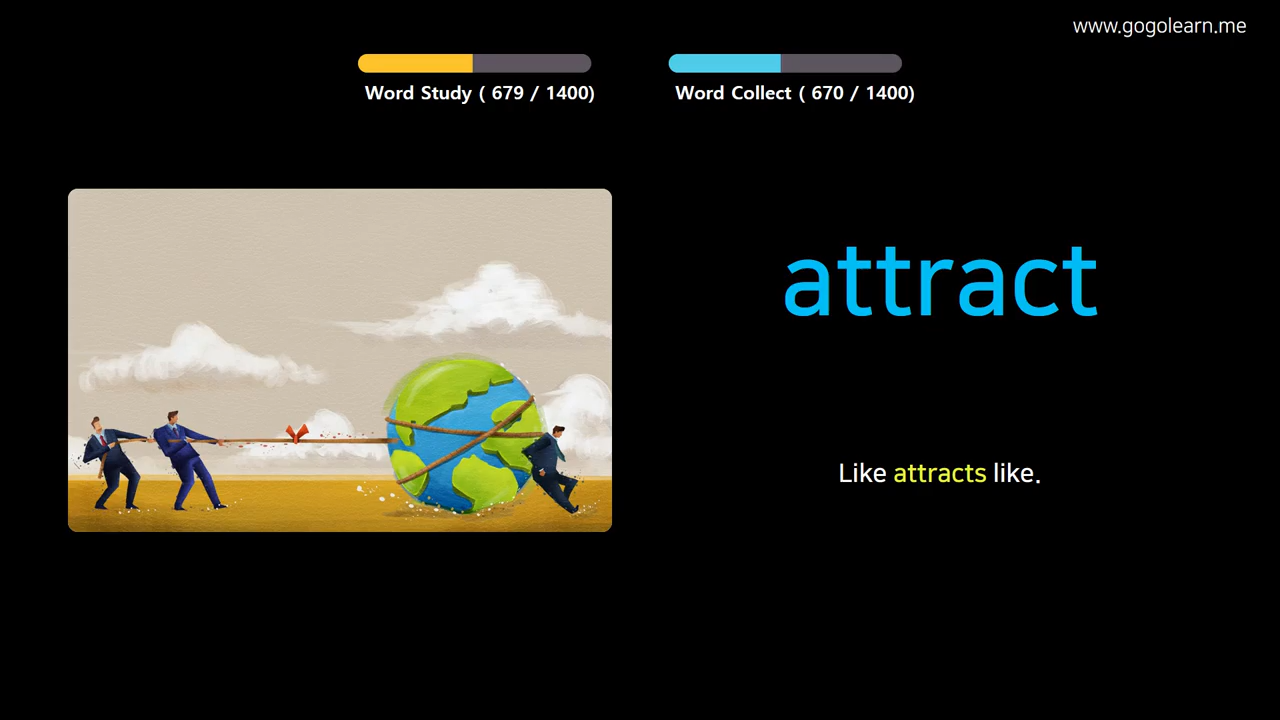 www.gogolearn.me
Word Study ( 679 / 1400)
Word Collect ( 670 / 1400)
attract
Like attracts like.